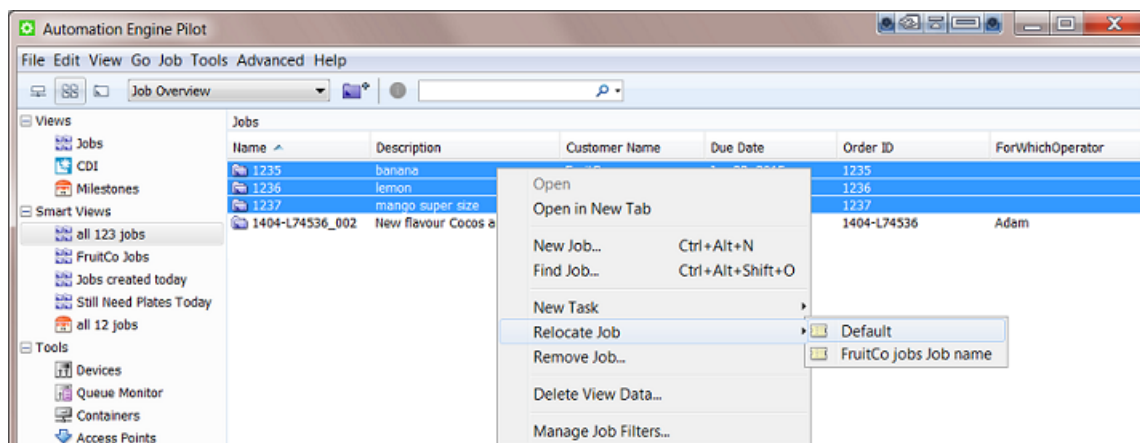 Automation Engine Pilot
File Edit View Go Job Tools Advanced Help
Job Overview
Views
Jobs
CDI
Milestones
Smart Views
all 123 jobs
FruitCo Jobs
Jobs created today
Still Need Plates Today
all 12 jobs
Tools
Devices
Queue Monitor
Containers
Access Points
Jobs
Name Description Customer Name Due Date Order ID ForWhichOperator
1235 banana 1235
1236 lemon 1236
1237 mango super size 1237
1404-L74536_002 New flavour Cocos a 1404-L74536 Adam
Open
Open in New Tab
New Job... Ctrl+Alt+N
Find Job... Ctrl+Alt+Shift+O
New Task
Relocate Job
Remove Job...
Delete View Data...
Manage Job Filters...
Default
FruitCo jobs Job name